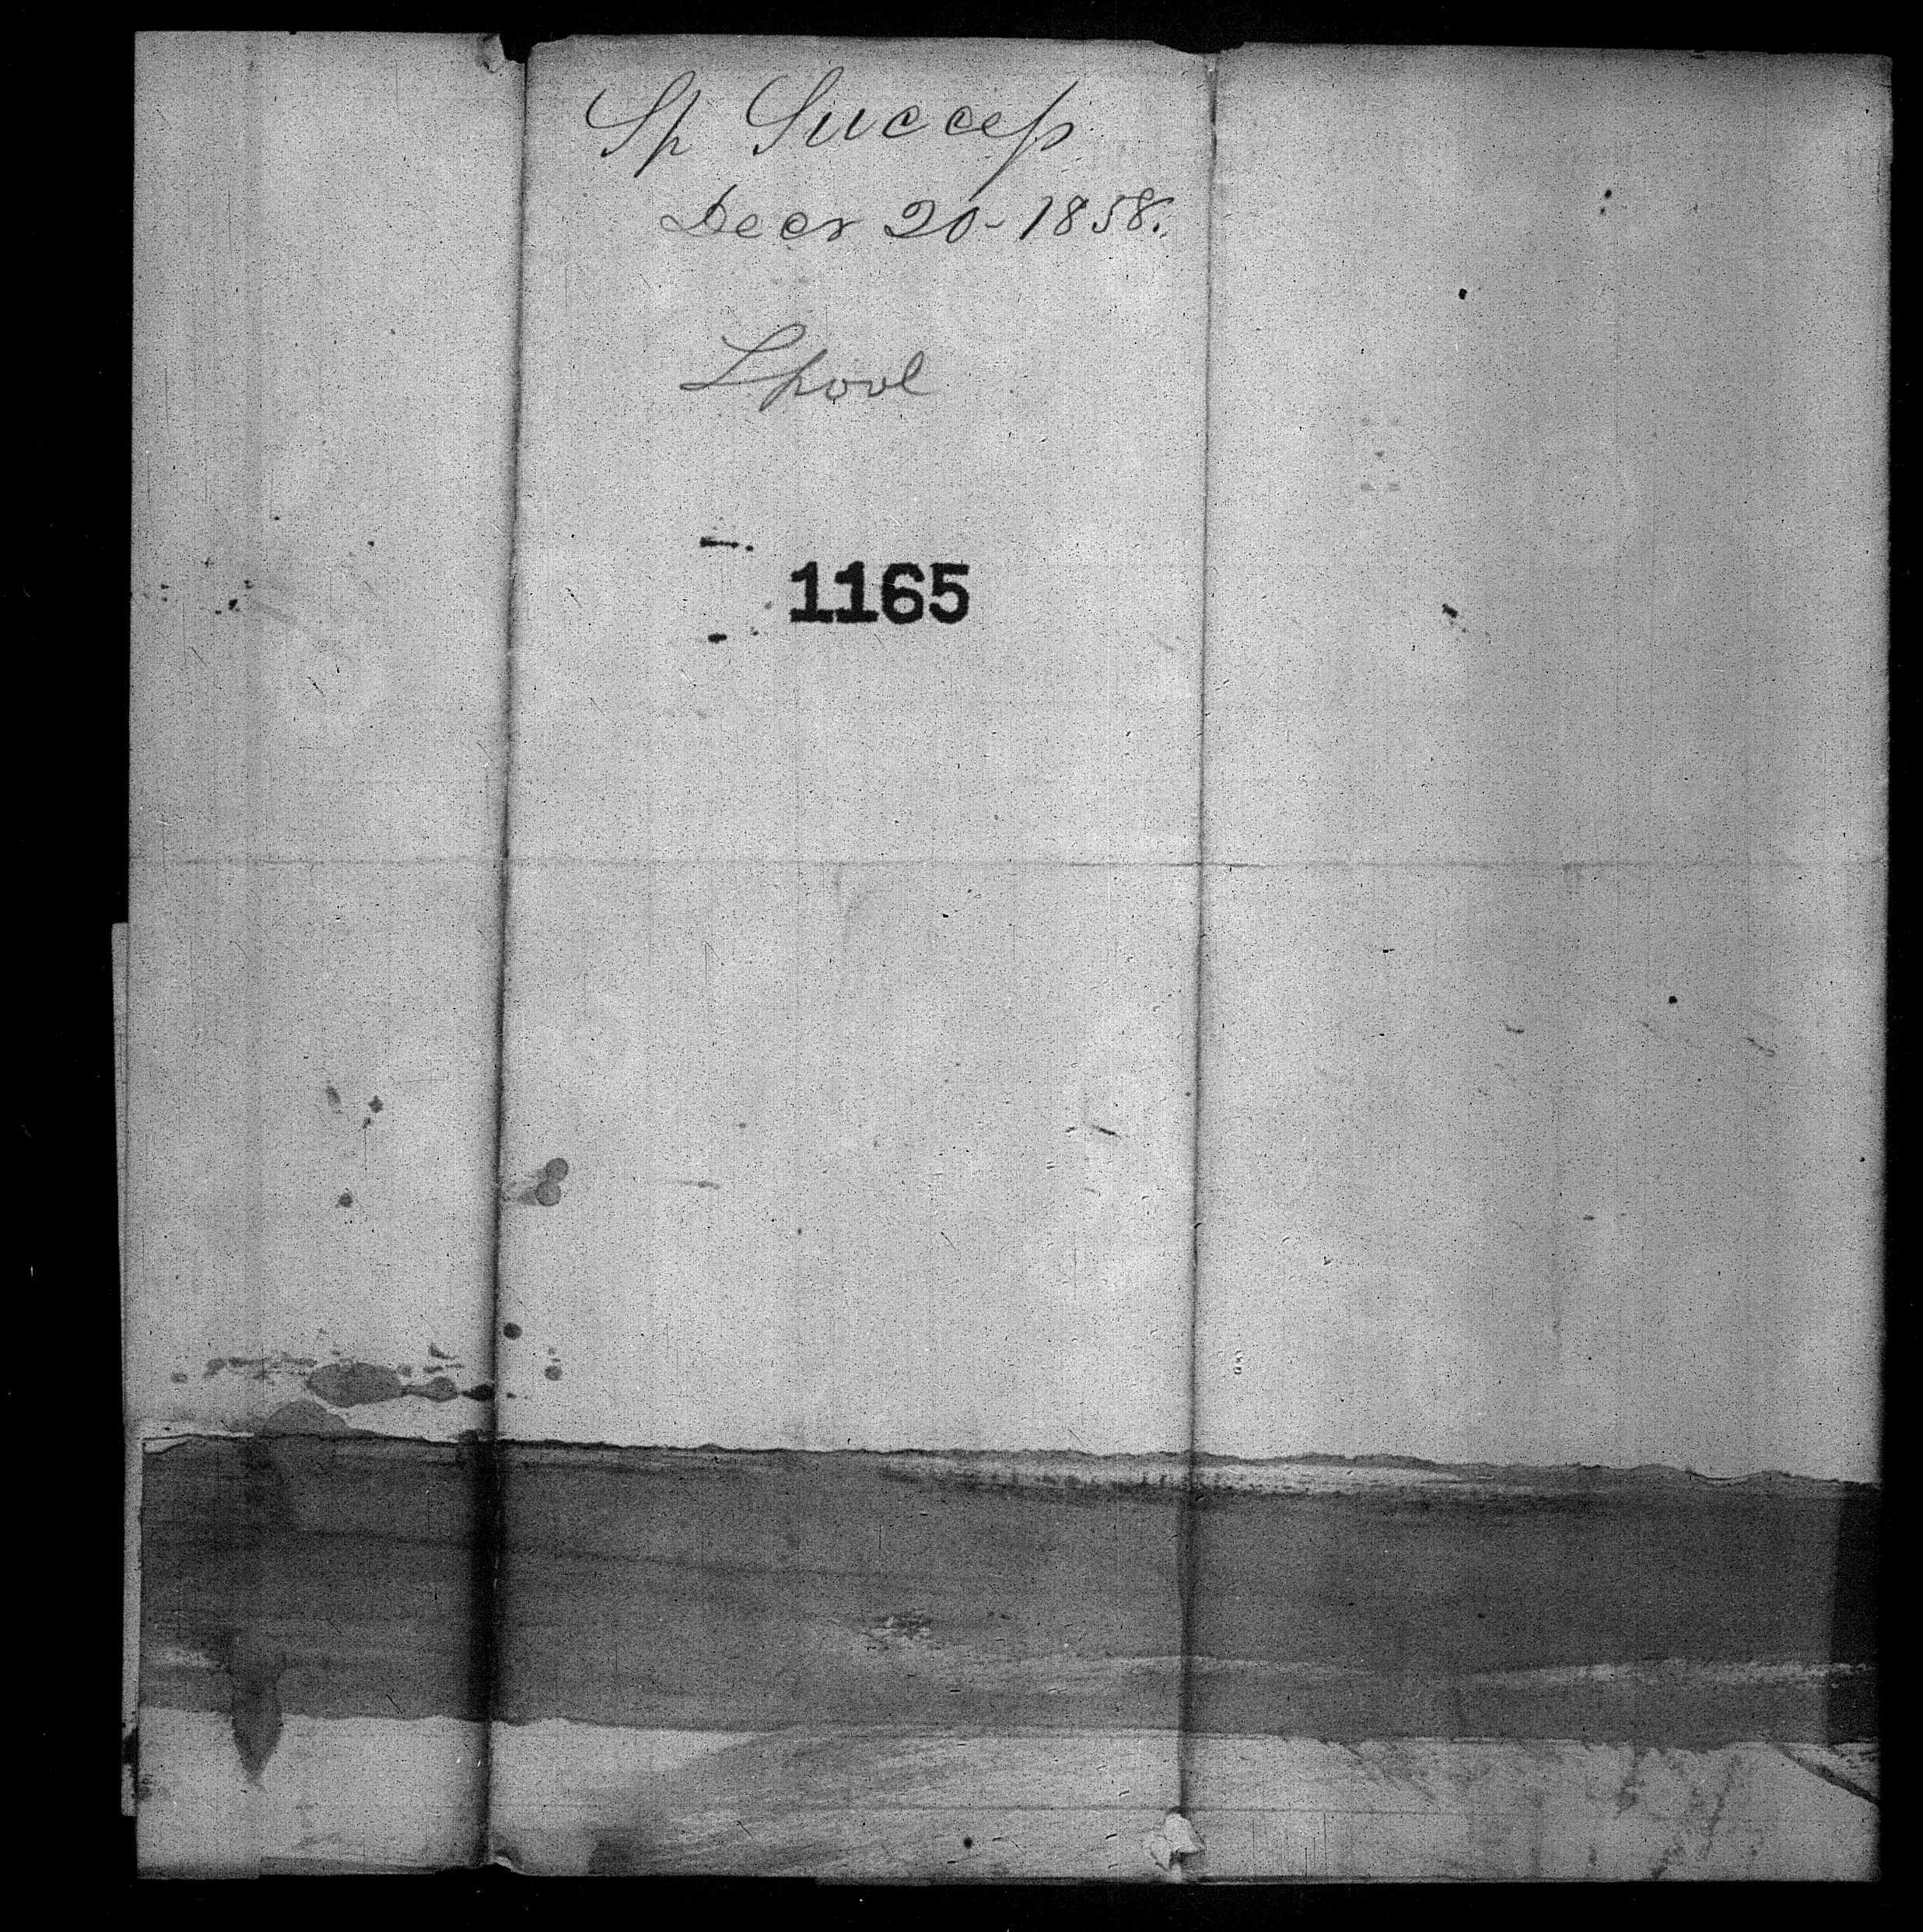 Sp Success
Decr 20-1858.
Lpool
1165